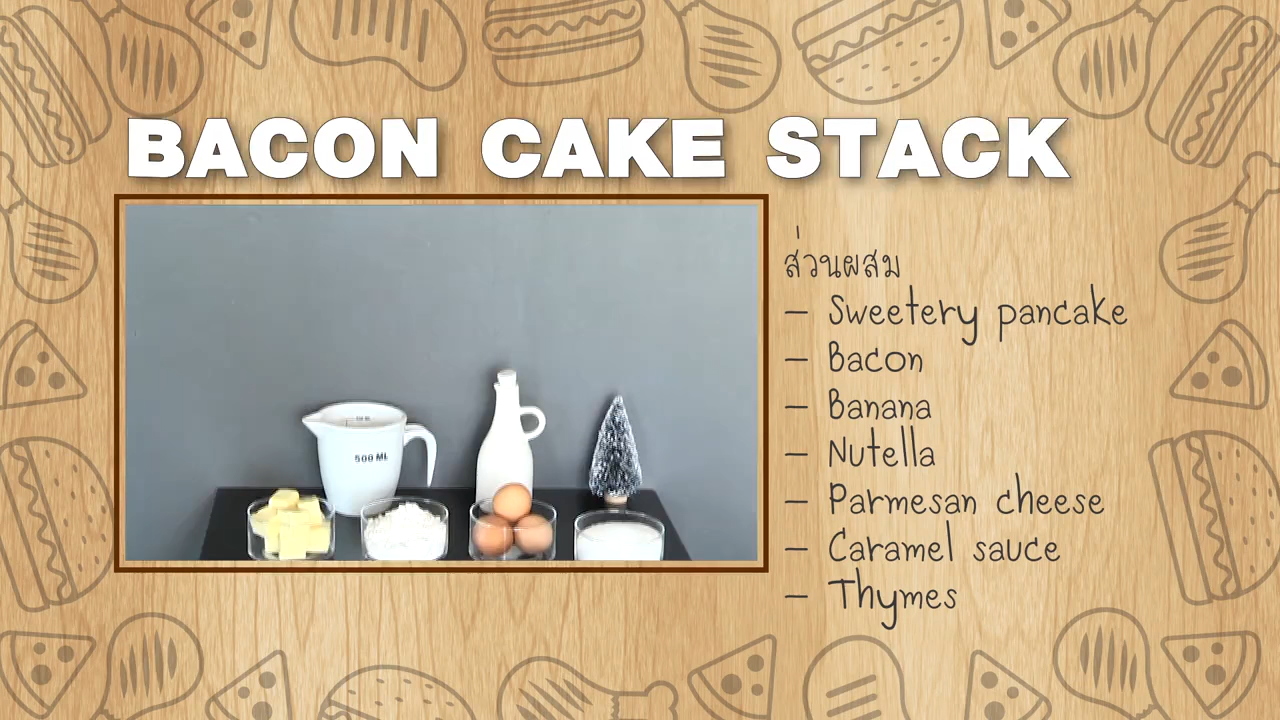 BACON CAKE STACK
500 ML
ส่วนผสม
– Sweetery pancake
– Bacon
– Banana
– Nutella
– Parmesan cheese
– Caramel sauce
– Thymes